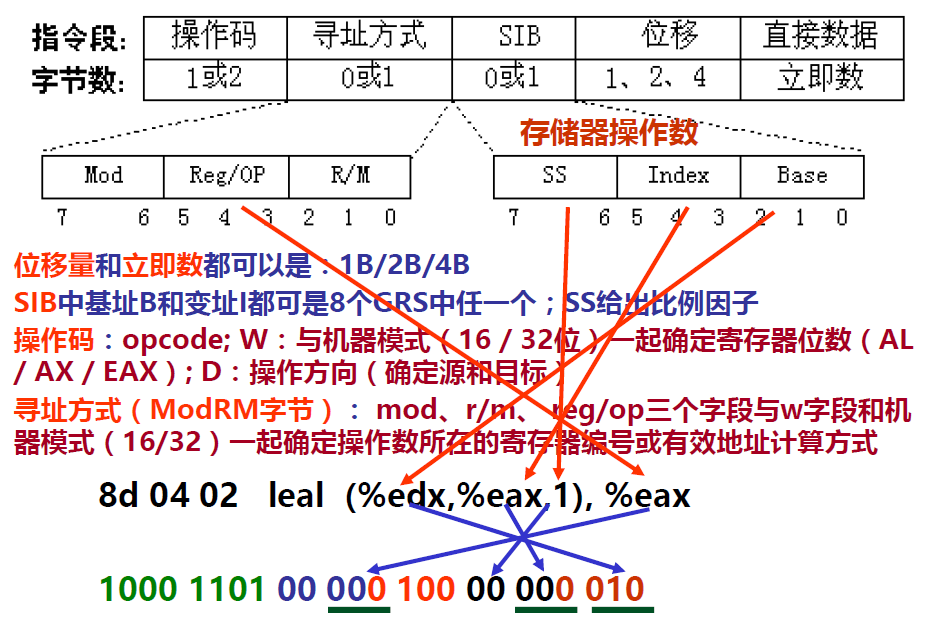 指令段: 操作码 寻址方式 SIB 位移 直接数据
字节数: 1或2 0或1 0或1 1、2、4 立即数
存储器操作数
Mod Reg/OP R/M SS Index Base
7 6 5 4 3 2 1 0 7 6 5 4 3 2 1 0
位移量和立即数都可以是：1B/2B/4B
SIB中基址B和变址I都可是8个GRS中任一个；SS给出比例因子
操作码：opcode; W：与机器模式（16 / 32位）一起确定寄存器位数（AL
/ AX / EAX）; D：操作方向（确定源和目标）
寻址方式（ModRM字节）： mod、r/m、 reg/op三个字段与w字段和机
器模式（16/32）一起确定操作数所在的寄存器编号或有效地址计算方式
8d 04 02 leal (%edx,%eax,1), %eax
1000 1101 00 000 100 00 000 010